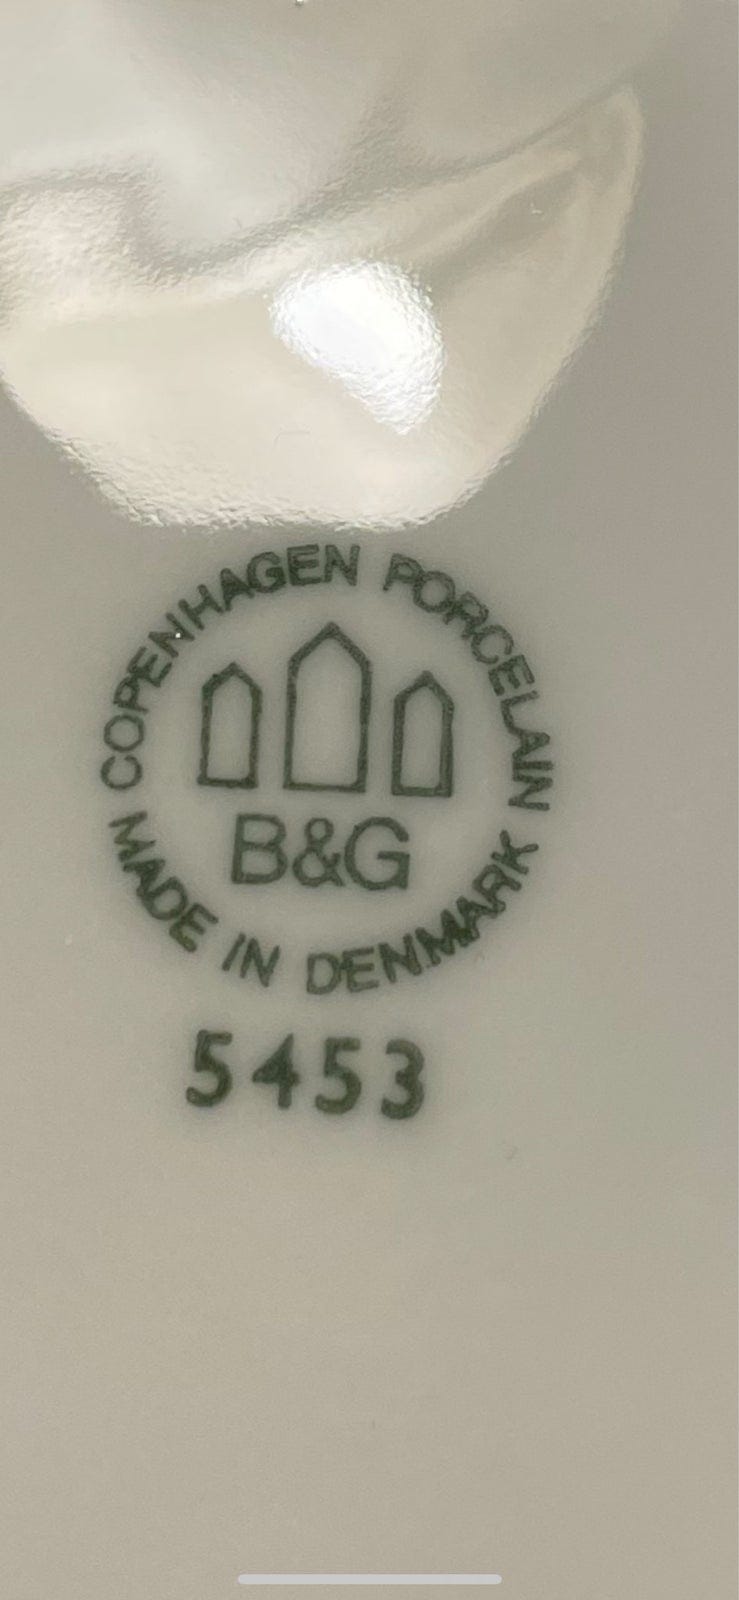 COPENHAGEN PORCELAIN
B&G
MADE IN DENMARK
5453